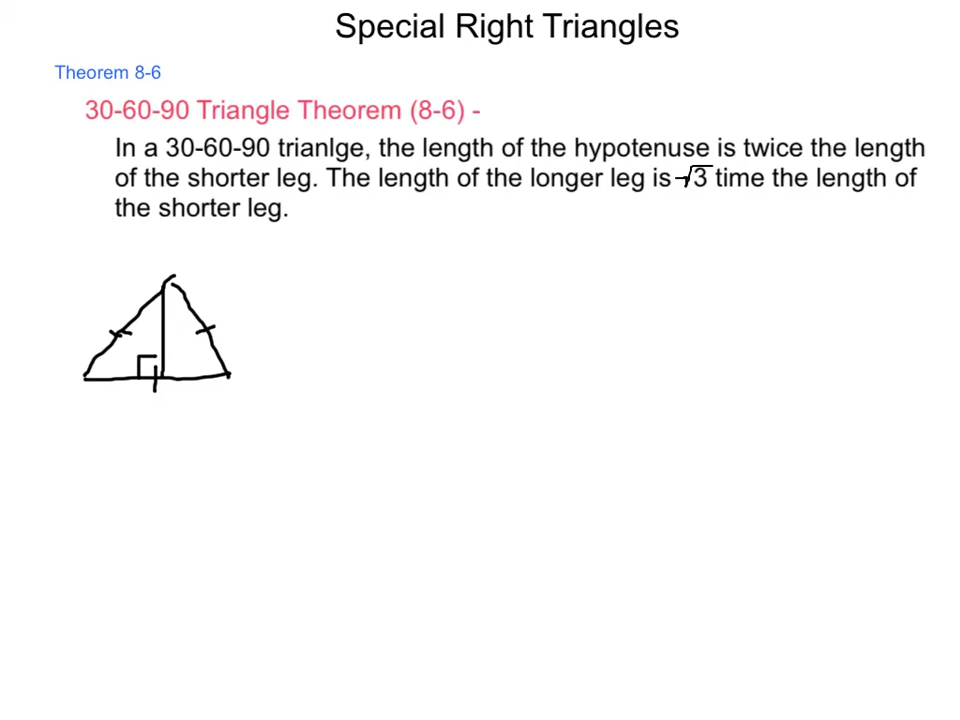 Special Right Triangles
Theorem 8-6
30-60-90 Triangle Theorem (8-6) -
In a 30-60-90 trianlge, the length of the hypotenuse is twice the length
of the shorter leg. The length of the longer leg is √3 time the length of
the shorter leg.